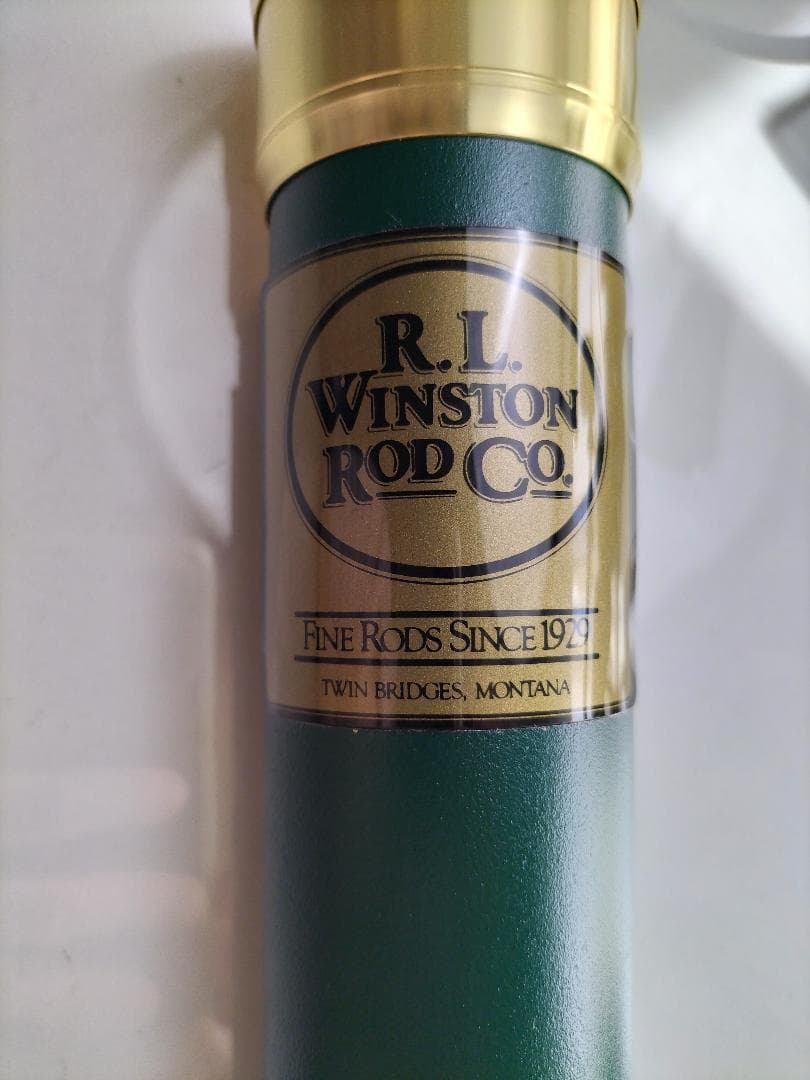 R. L.
WINSTON
ROD CO.
FINE RODS SINCE 1929
TWIN BRIDGES, MONTANA